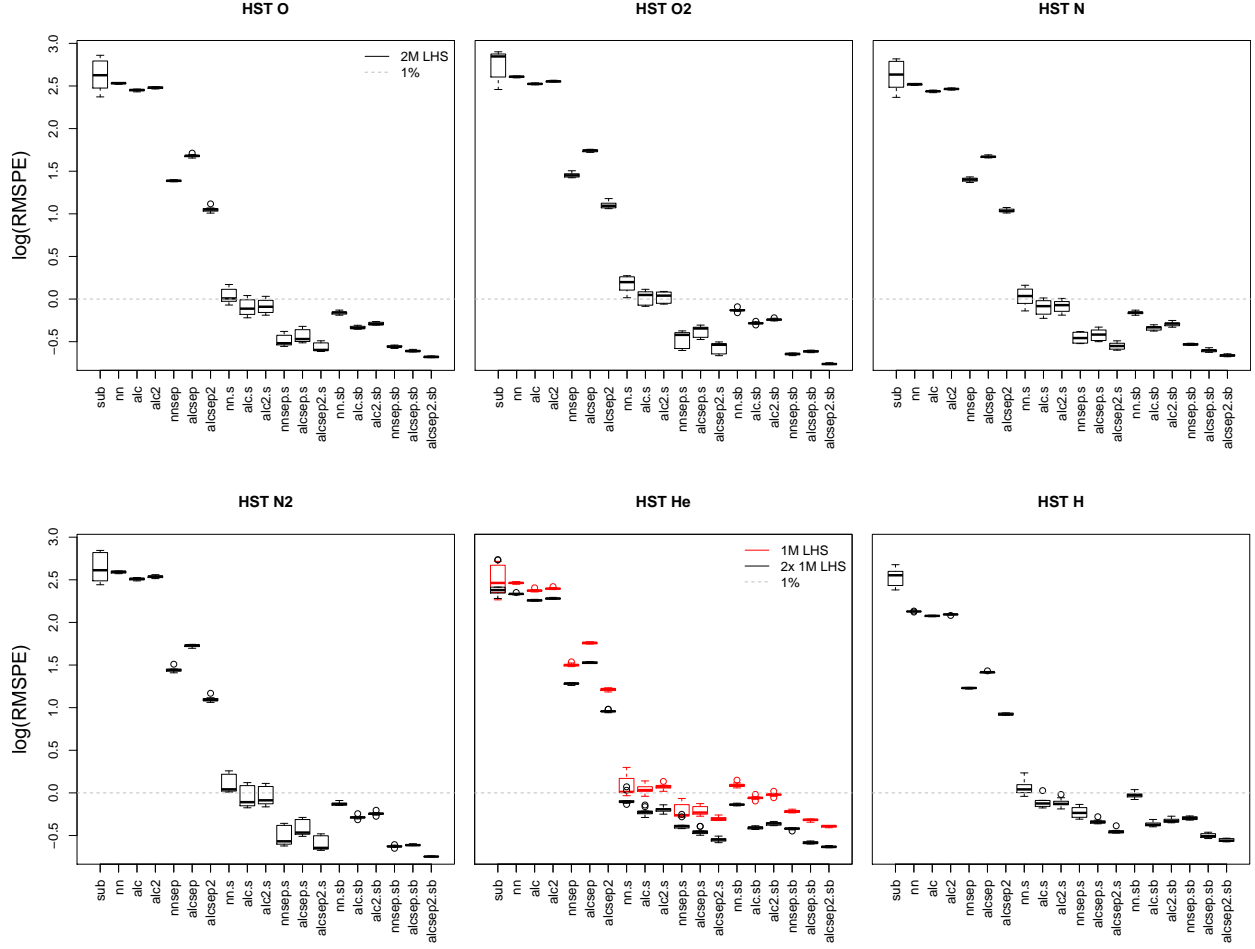 HST O
HST O2
HST N
log(RMSPE)
3.0
2.5
2.0
1.5
1.0
0.5
0.0
−0.5
2M LHS
1%
sub nn alc alc2 nnsep alcsep alcsep2 nn.s alc.s alc2.s nnsep.s alcsep.s alcsep2.s nn.sb alc.sb alc2.sb nnsep.sb alcsep.sb alcsep2.sb
sub nn alc alc2 nnsep alcsep alcsep2 nn.s alc.s alc2.s nnsep.s alcsep.s alcsep2.s nn.sb alc.sb alc2.sb nnsep.sb alcsep.sb alcsep2.sb
sub nn alc alc2 nnsep alcsep alcsep2 nn.s alc.s alc2.s nnsep.s alcsep.s alcsep2.s nn.sb alc.sb alc2.sb nnsep.sb alcsep.sb alcsep2.sb
HST N2
HST He
HST H
log(RMSPE)
3.0
2.5
2.0
1.5
1.0
0.5
0.0
−0.5
1M LHS
2x 1M LHS
1%
sub nn alc alc2 nnsep alcsep alcsep2 nn.s alc.s alc2.s nnsep.s alcsep.s alcsep2.s nn.sb alc.sb alc2.sb nnsep.sb alcsep.sb alcsep2.sb
sub nn alc alc2 nnsep alcsep alcsep2 nn.s alc.s alc2.s nnsep.s alcsep.s alcsep2.s nn.sb alc.sb alc2.sb nnsep.sb alcsep.sb alcsep2.sb
sub nn alc alc2 nnsep alcsep alcsep2 nn.s alc.s alc2.s nnsep.s alcsep.s alcsep2.s nn.sb alc.sb alc2.sb nnsep.sb alcsep.sb alcsep2.sb